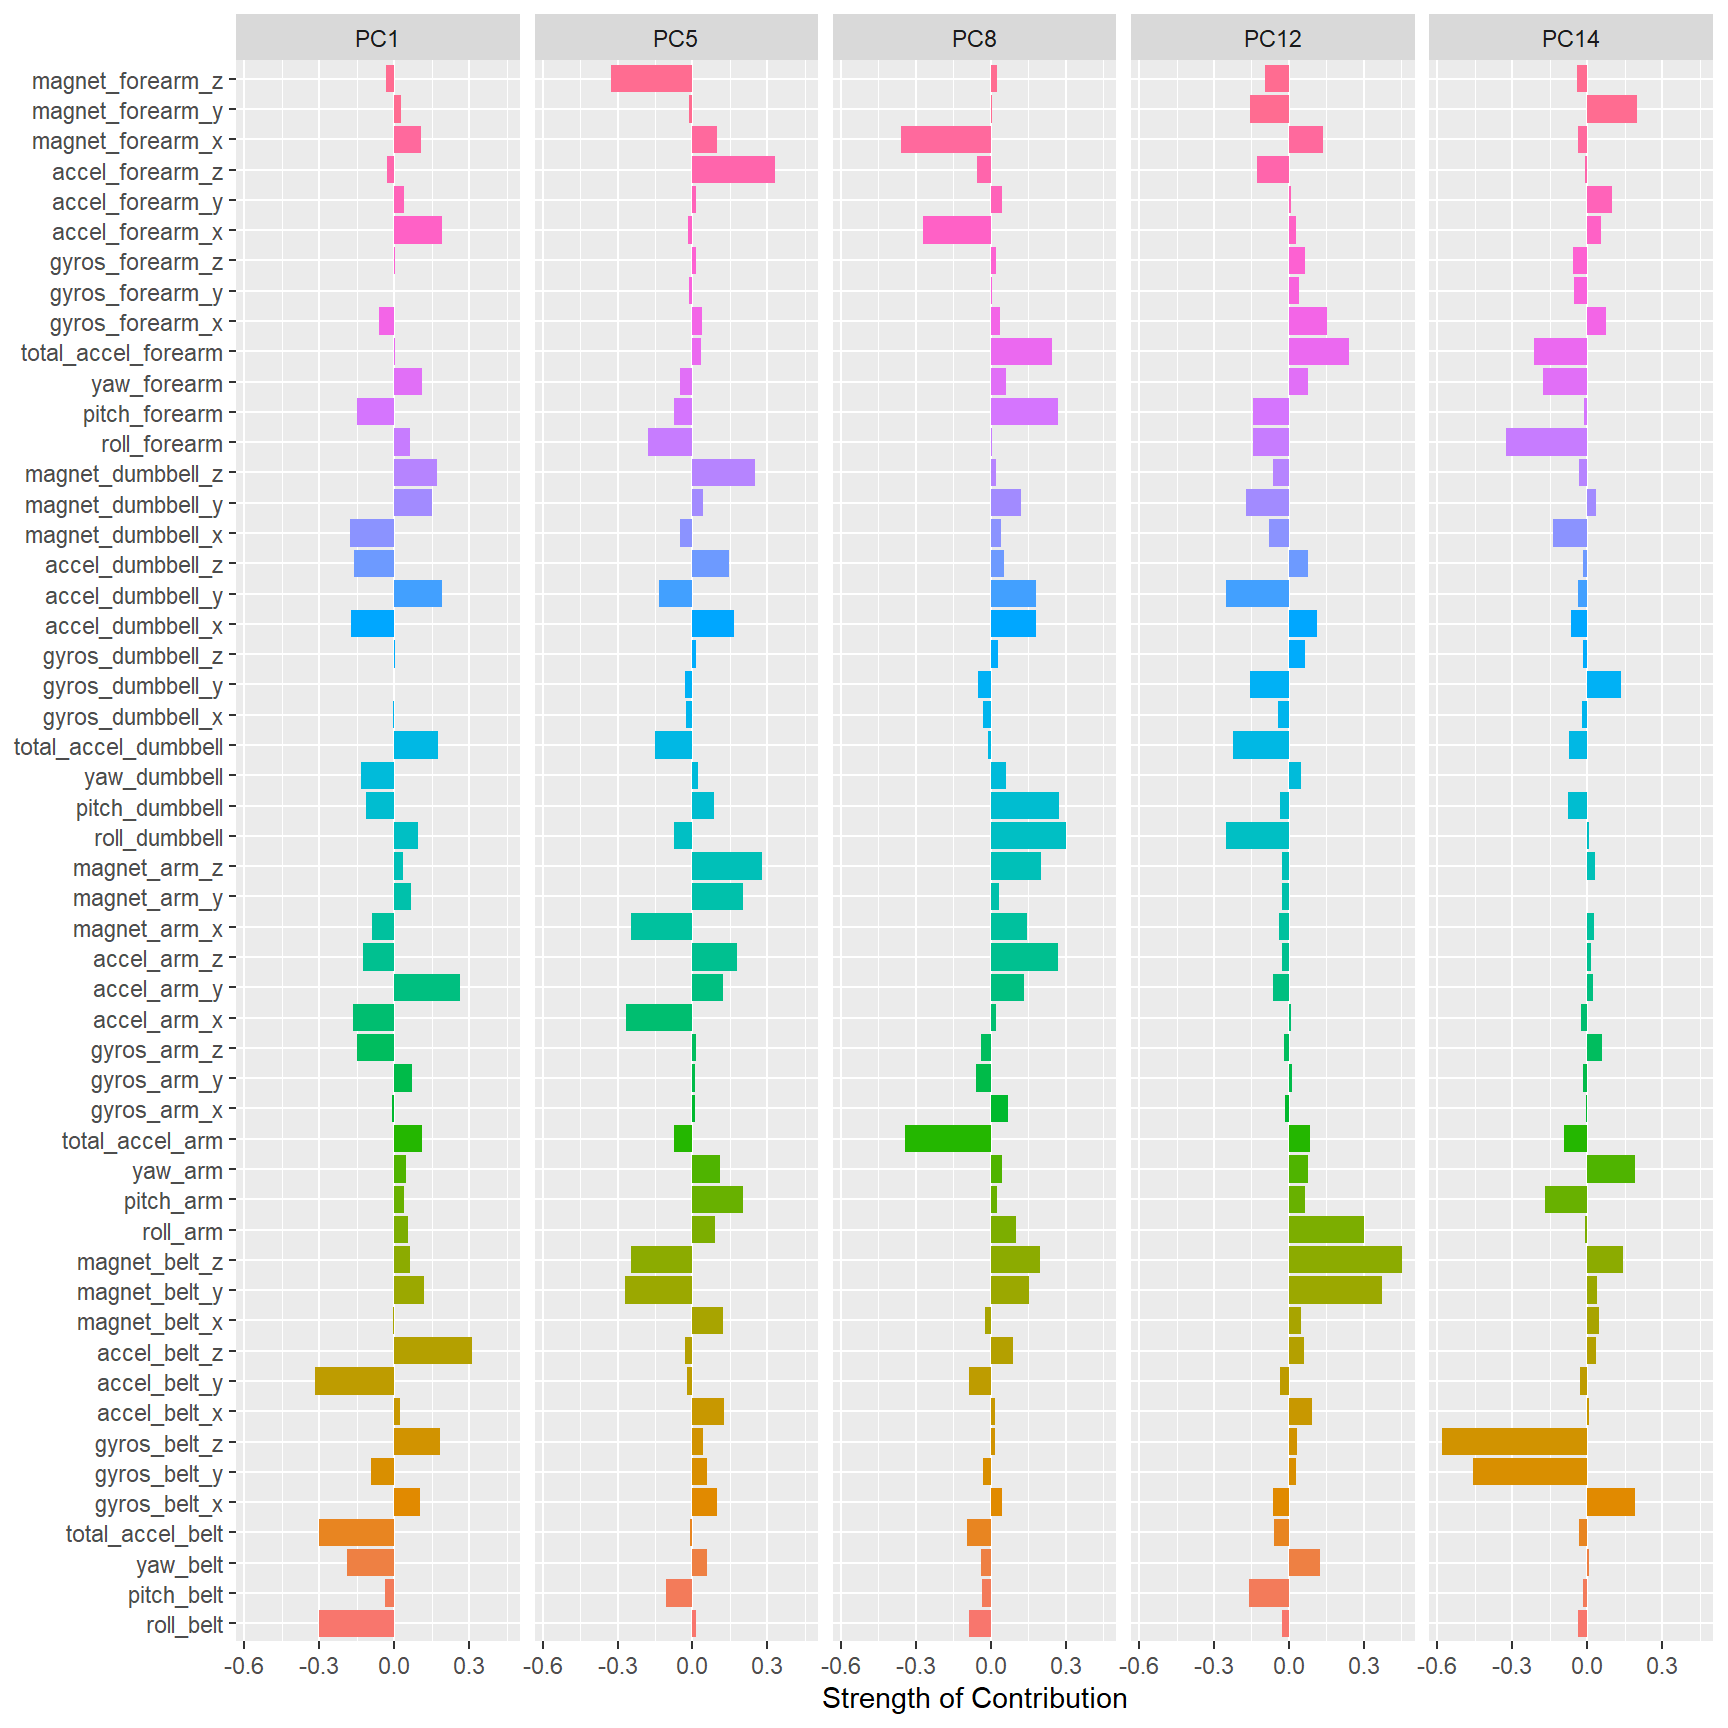 PC1 PC5 PC8 PC12 PC14
magnet_forearm_z
magnet_forearm_y
magnet_forearm_x
accel_forearm_z
accel_forearm_y
accel_forearm_x
gyros_forearm_z
gyros_forearm_y
gyros_forearm_x
total_accel_forearm
yaw_forearm
pitch_forearm
roll_forearm
magnet_dumbbell_z
magnet_dumbbell_y
magnet_dumbbell_x
accel_dumbbell_z
accel_dumbbell_y
accel_dumbbell_x
gyros_dumbbell_z
gyros_dumbbell_y
gyros_dumbbell_x
total_accel_dumbbell
yaw_dumbbell
pitch_dumbbell
roll_dumbbell
magnet_arm_z
magnet_arm_y
magnet_arm_x
accel_arm_z
accel_arm_y
accel_arm_x
gyros_arm_z
gyros_arm_y
gyros_arm_x
total_accel_arm
yaw_arm
pitch_arm
roll_arm
magnet_belt_z
magnet_belt_y
magnet_belt_x
accel_belt_z
accel_belt_y
accel_belt_x
gyros_belt_z
gyros_belt_y
gyros_belt_x
total_accel_belt
yaw_belt
pitch_belt
roll_belt
-0.6 -0.3 0.0 0.3 -0.6 -0.3 0.0 0.3 -0.6 -0.3 0.0 0.3 -0.6 -0.3 0.0 0.3 -0.6 -0.3 0.0 0.3
Strength of Contribution